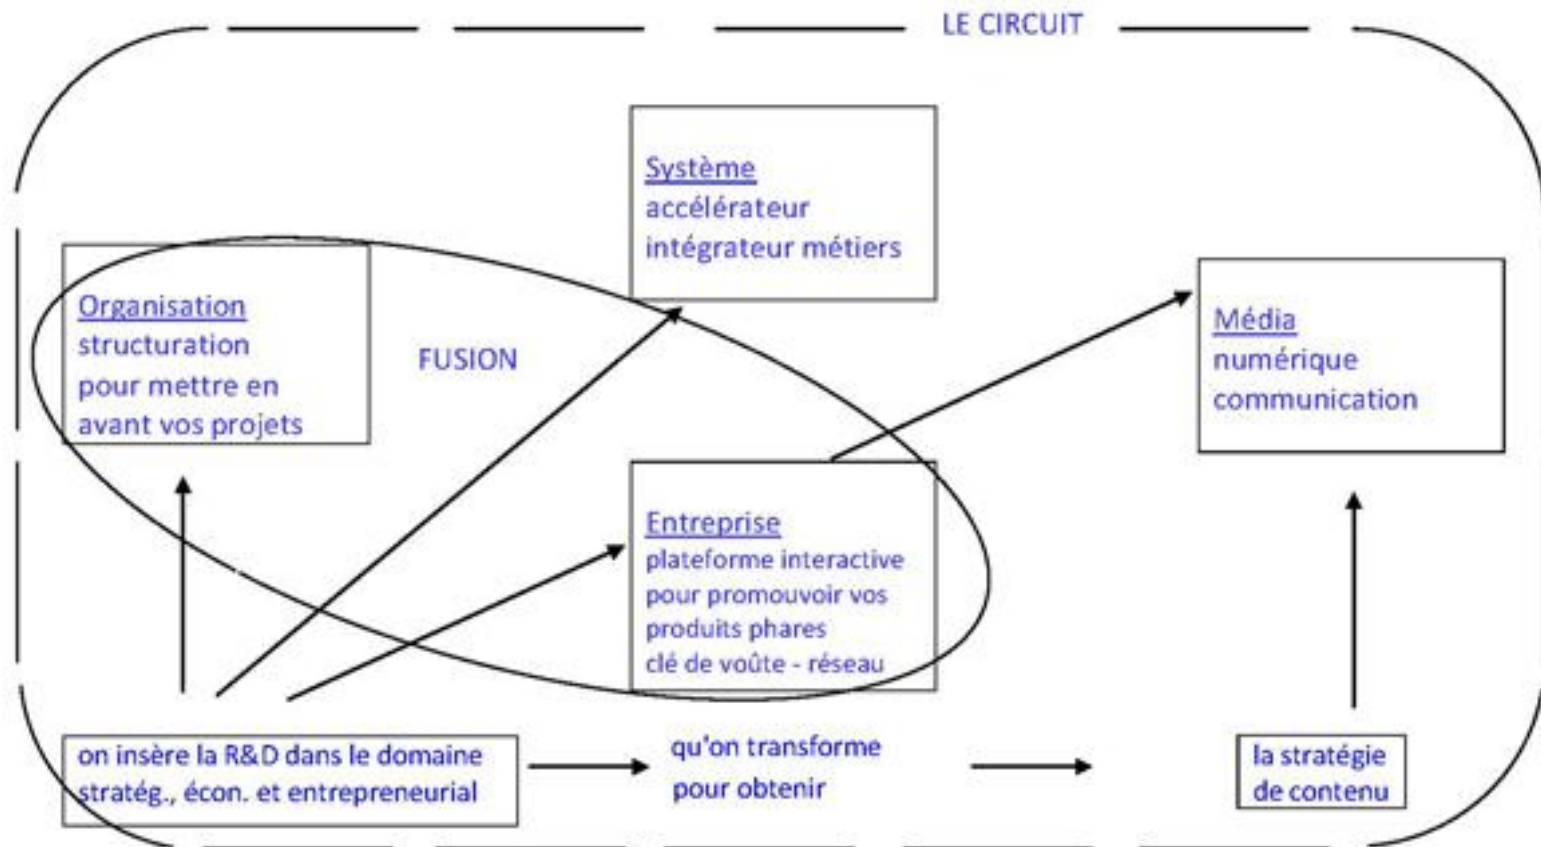 LE CIRCUIT
Système
accélérateur
intégrateur métiers
Organisation
structuration
pour mettre en
avant vos projets
FUSION
Média
numérique
communication
Entreprise
plateforme interactive
pour promouvoir vos
produits phares
clé de voûte - réseau
on insère la R&D dans le domaine
stratég., écon. et entrepreneurial
qu'on transforme
pour obtenir
la stratégie
de contenu